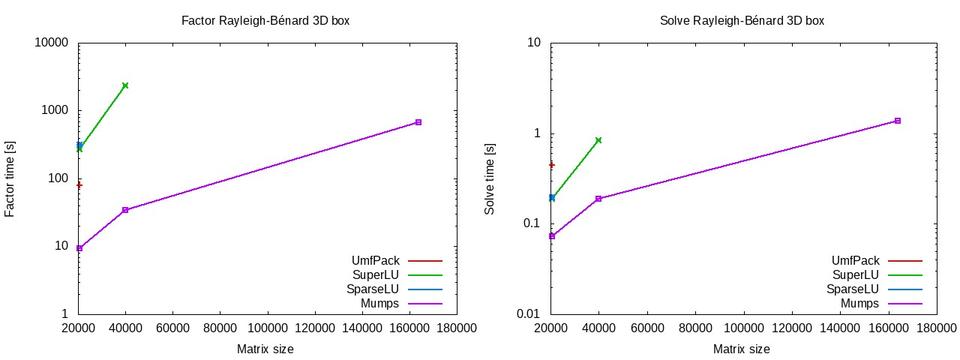 Factor Rayleigh-Bénard 3D box
10000
1000
100
10
1
Factor time [s]
UmfPack
SuperLU
SparseLU
Mumps
20000 40000 60000 80000 100000 120000 140000 160000 180000
Matrix size
Solve Rayleigh-Bénard 3D box
10
1
0.1
0.01
Solve time [s]
UmfPack
SuperLU
SparseLU
Mumps
20000 40000 60000 80000 100000 120000 140000 160000 180000
Matrix size